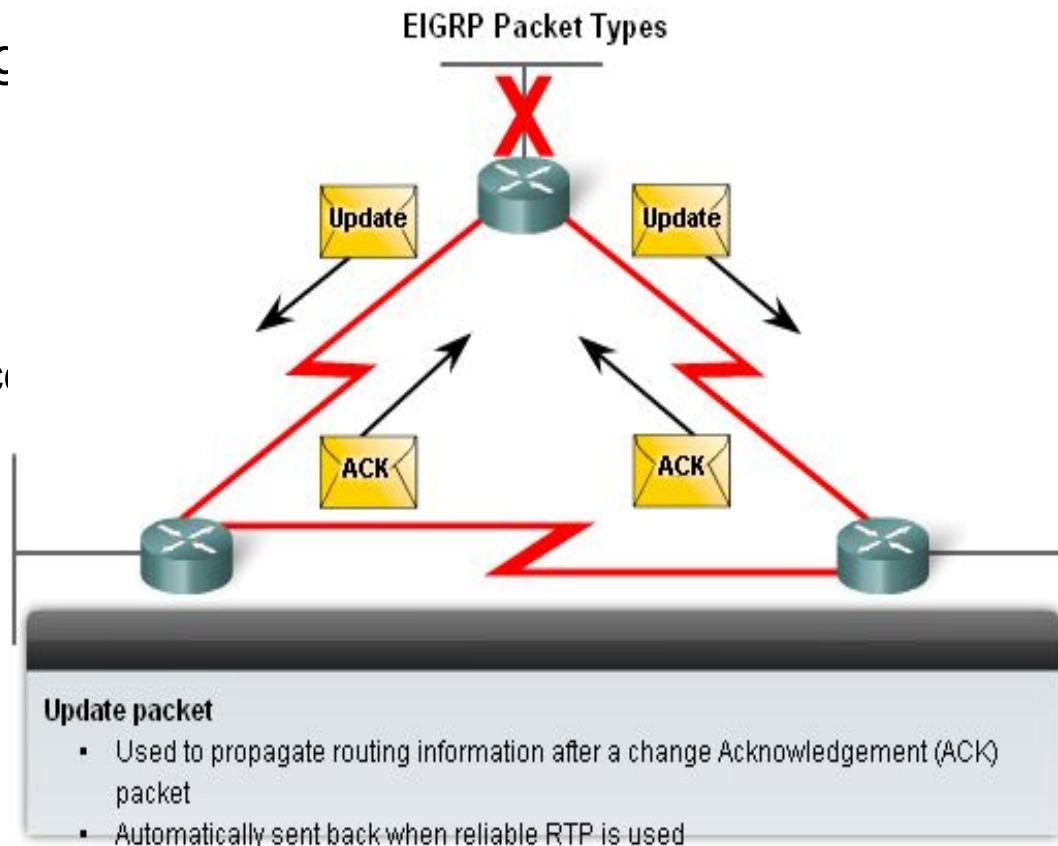 EIGRP Packet Types
Update
Update
ACK
ACK
Update packet
▪ Used to propagate routing information after a change Acknowledgement (ACK)
packet
▪ Automatically sent back when reliable RTP is used